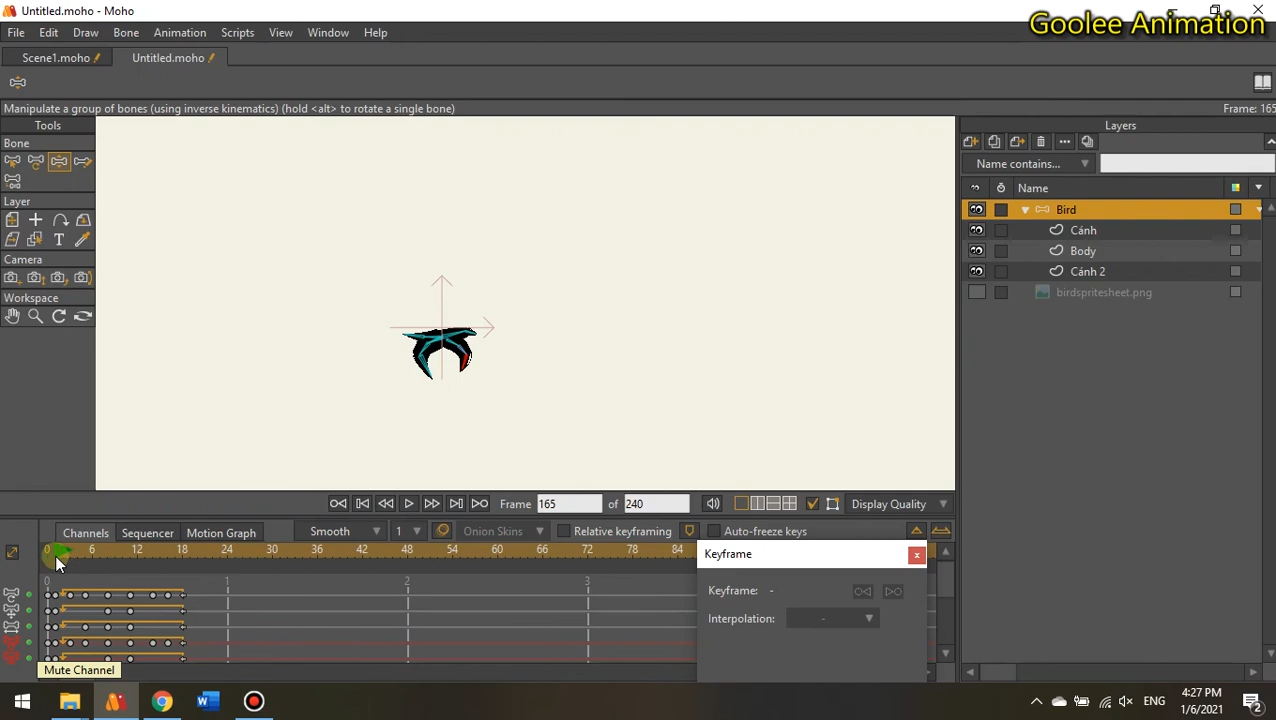 Untitled.moho - Moho
Goolee Animation
File Edit Draw Bone Animation Scripts View Window Help
Scene1.moho Untitled.moho
Manipulate a group of bones (using inverse kinematics) (hold <alt> to rotate a single bone)
Frame: 165
Tools
Layers
Bone
Name contains...
Name
Layer
Bird
Cánh
Body
Camera
Cánh 2
Workspace
birdspritesheet.png
Frame 165 of 240 Display Quality
Channels Sequencer Motion Graph Smooth 1 Onion Skins Relative keyframing Auto-freeze keys
0 6 12 18 24 30 36 42 48 54 60 66 72 78 84
Keyframe x
0 1 2 3
Keyframe: -
Interpolation: -
Mute Channel
ENG
4:27 PM
1/6/2021
2